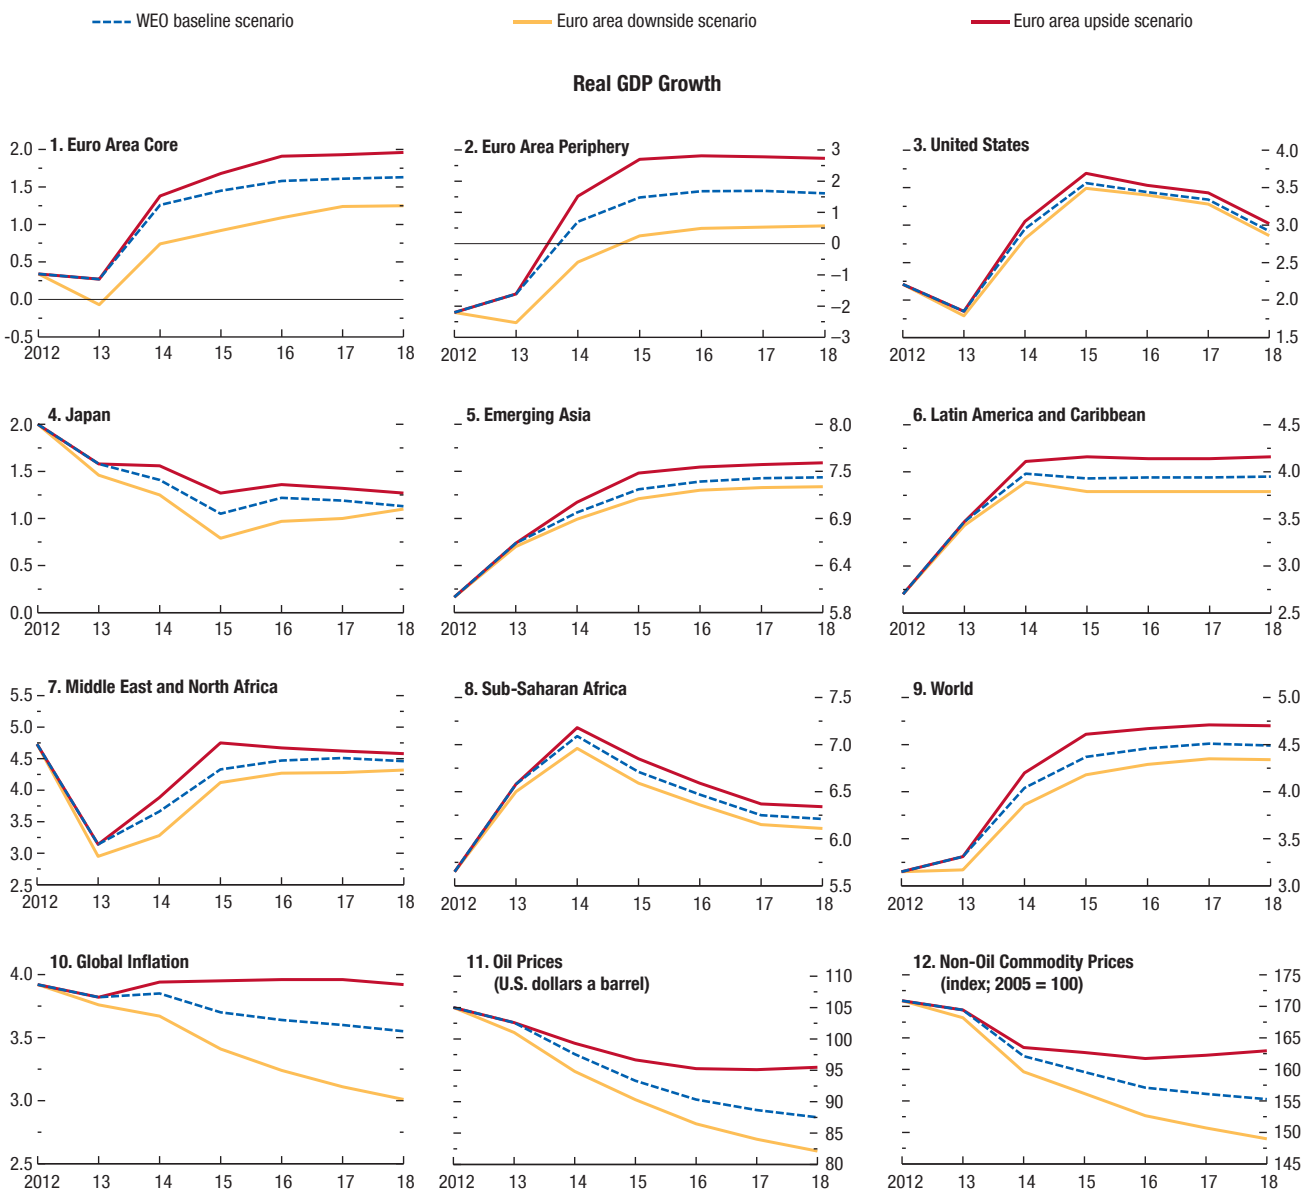 WEO baseline scenario
Euro area downside scenario
Euro area upside scenario
Real GDP Growth
1. Euro Area Core
2.0
1.5
1.0
0.5
0.0
-0.5
2012 13 14 15 16 17 18
2. Euro Area Periphery
3
2
1
0
–1
–2
–3
2012 13 14 15 16 17 18
3. United States
4.0
3.5
3.0
2.5
2.0
1.5
2012 13 14 15 16 17 18
4. Japan
2.0
1.5
1.0
0.5
0.0
2012 13 14 15 16 17 18
5. Emerging Asia
8.0
7.5
6.9
6.4
5.8
2012 13 14 15 16 17 18
6. Latin America and Caribbean
4.5
4.0
3.5
3.0
2.5
2012 13 14 15 16 17 18
7. Middle East and North Africa
5.5
5.0
4.5
4.0
3.5
3.0
2.5
2012 13 14 15 16 17 18
8. Sub-Saharan Africa
7.5
7.0
6.5
6.0
5.5
2012 13 14 15 16 17 18
9. World
5.0
4.5
4.0
3.5
3.0
2012 13 14 15 16 17 18
10. Global Inflation
4.0
3.5
3.0
2.5
2012 13 14 15 16 17 18
11. Oil Prices
(U.S. dollars a barrel)
110
105
100
95
90
85
80
2012 13 14 15 16 17 18
12. Non-Oil Commodity Prices
(index; 2005 = 100)
175
170
165
160
155
150
145
2012 13 14 15 16 17 18